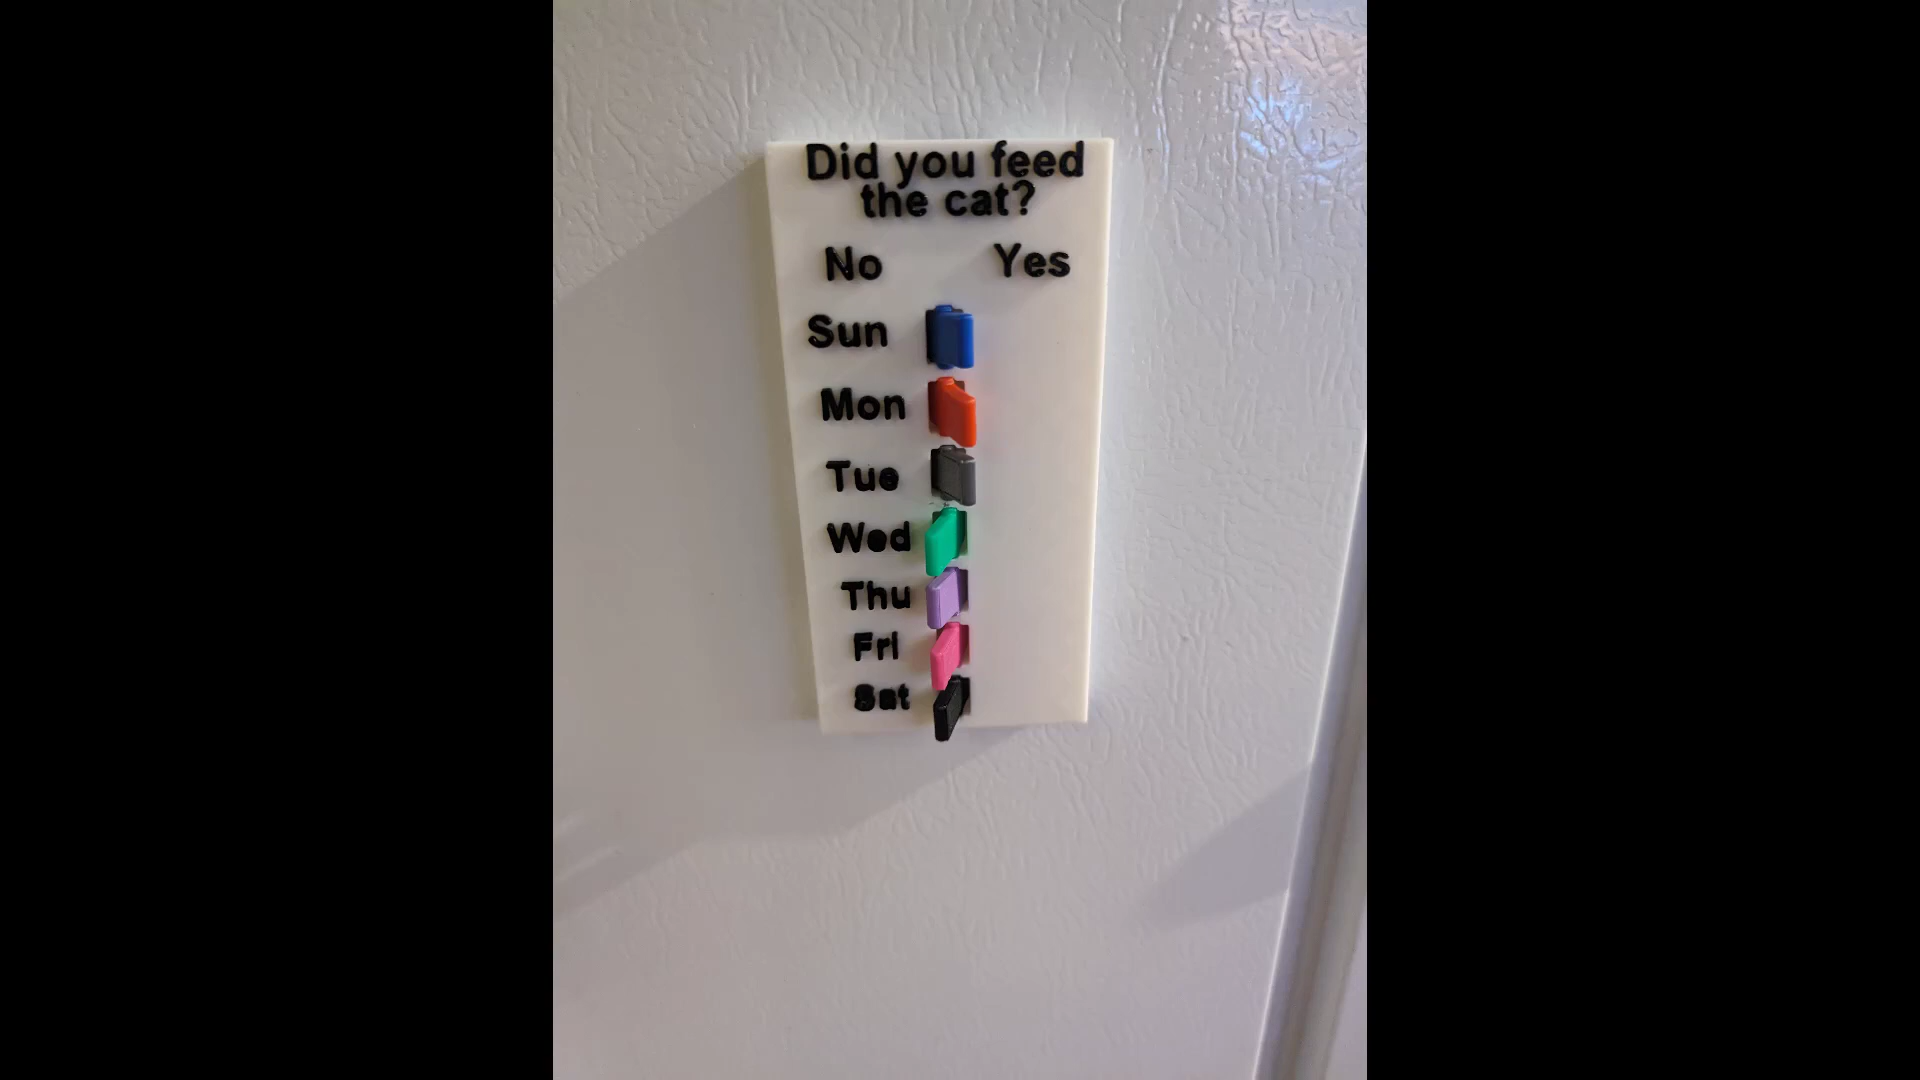 Did you feed
the cat?
No Yes
Sun
Mon
Tue
Wed
Thu
Fri
Sat